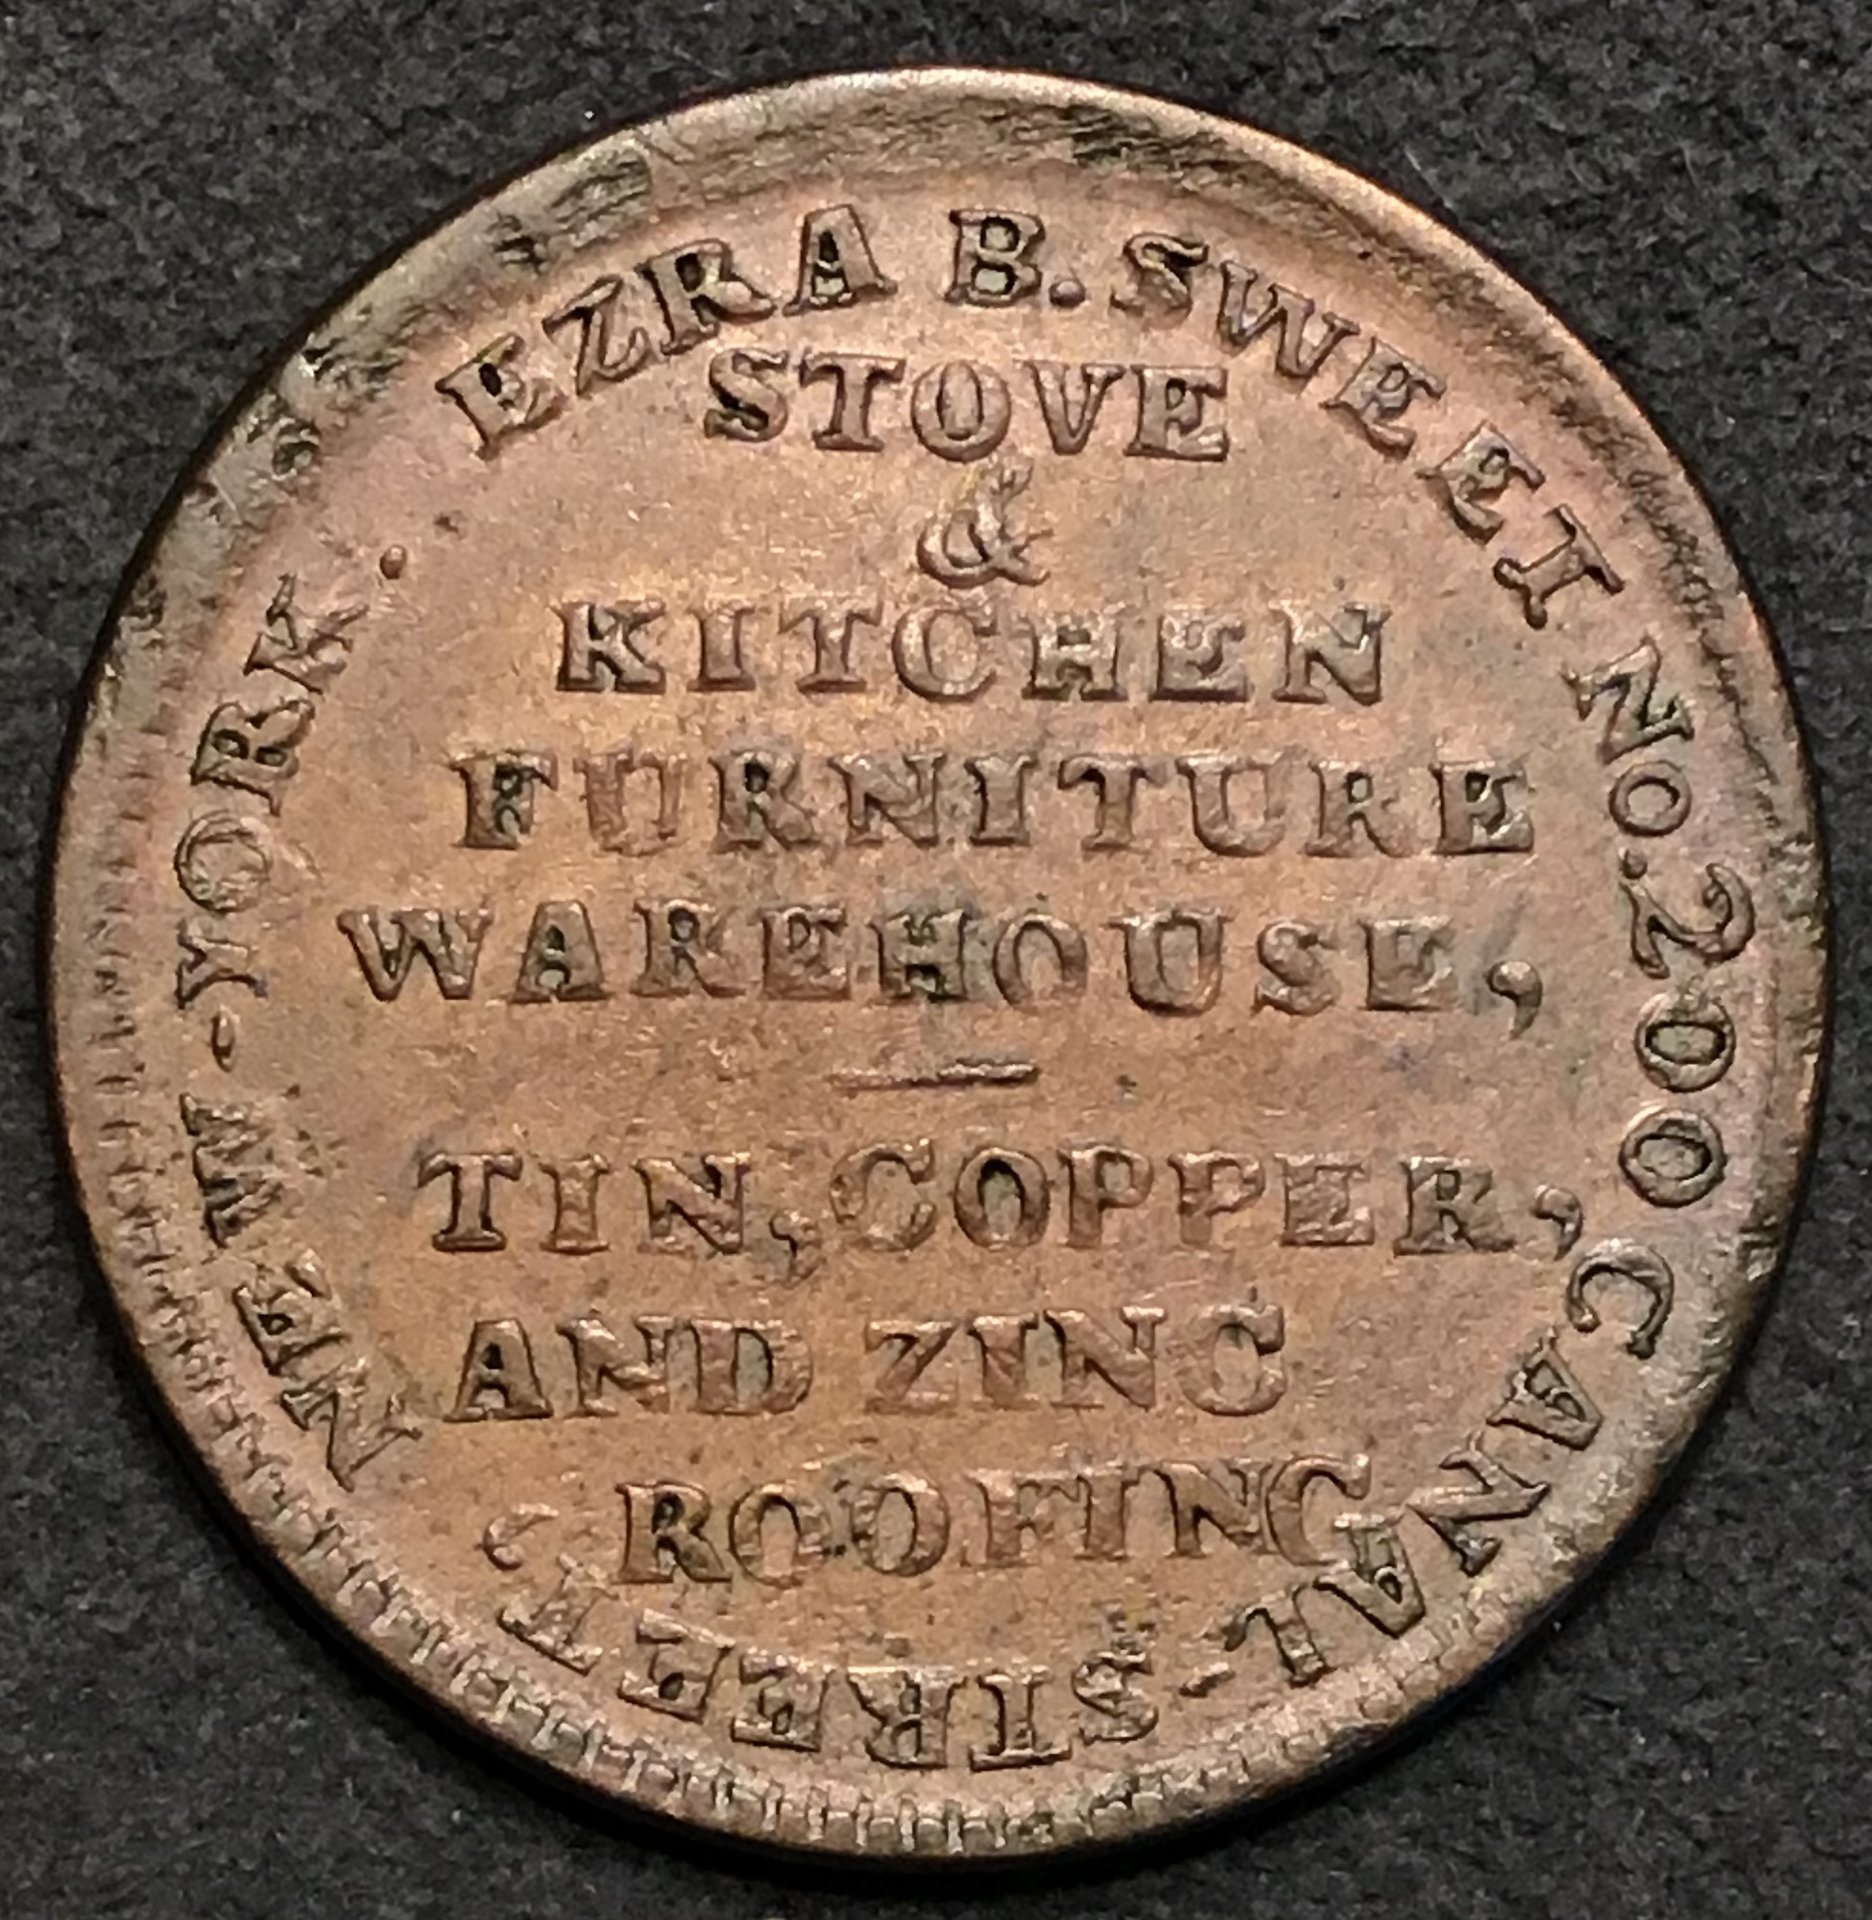 EZRA B. SWEET No. 200, CANAL-STREET, NEW-YORK.
STOVE
&
KITCHEN
FURNITURE
WAREHOUSE,
TIN, COPPER,
AND ZINC
ROOFING